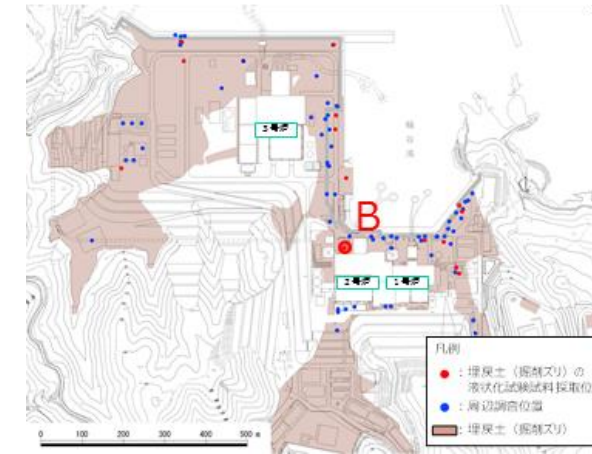 3号炉
B
2号炉
1号炉
凡例
：埋戻土（掘削ズリ）の
液状化試験試料採取位
：周辺調査位置
：埋戻土（掘削ズリ）
0 100 200 300 400 500 m